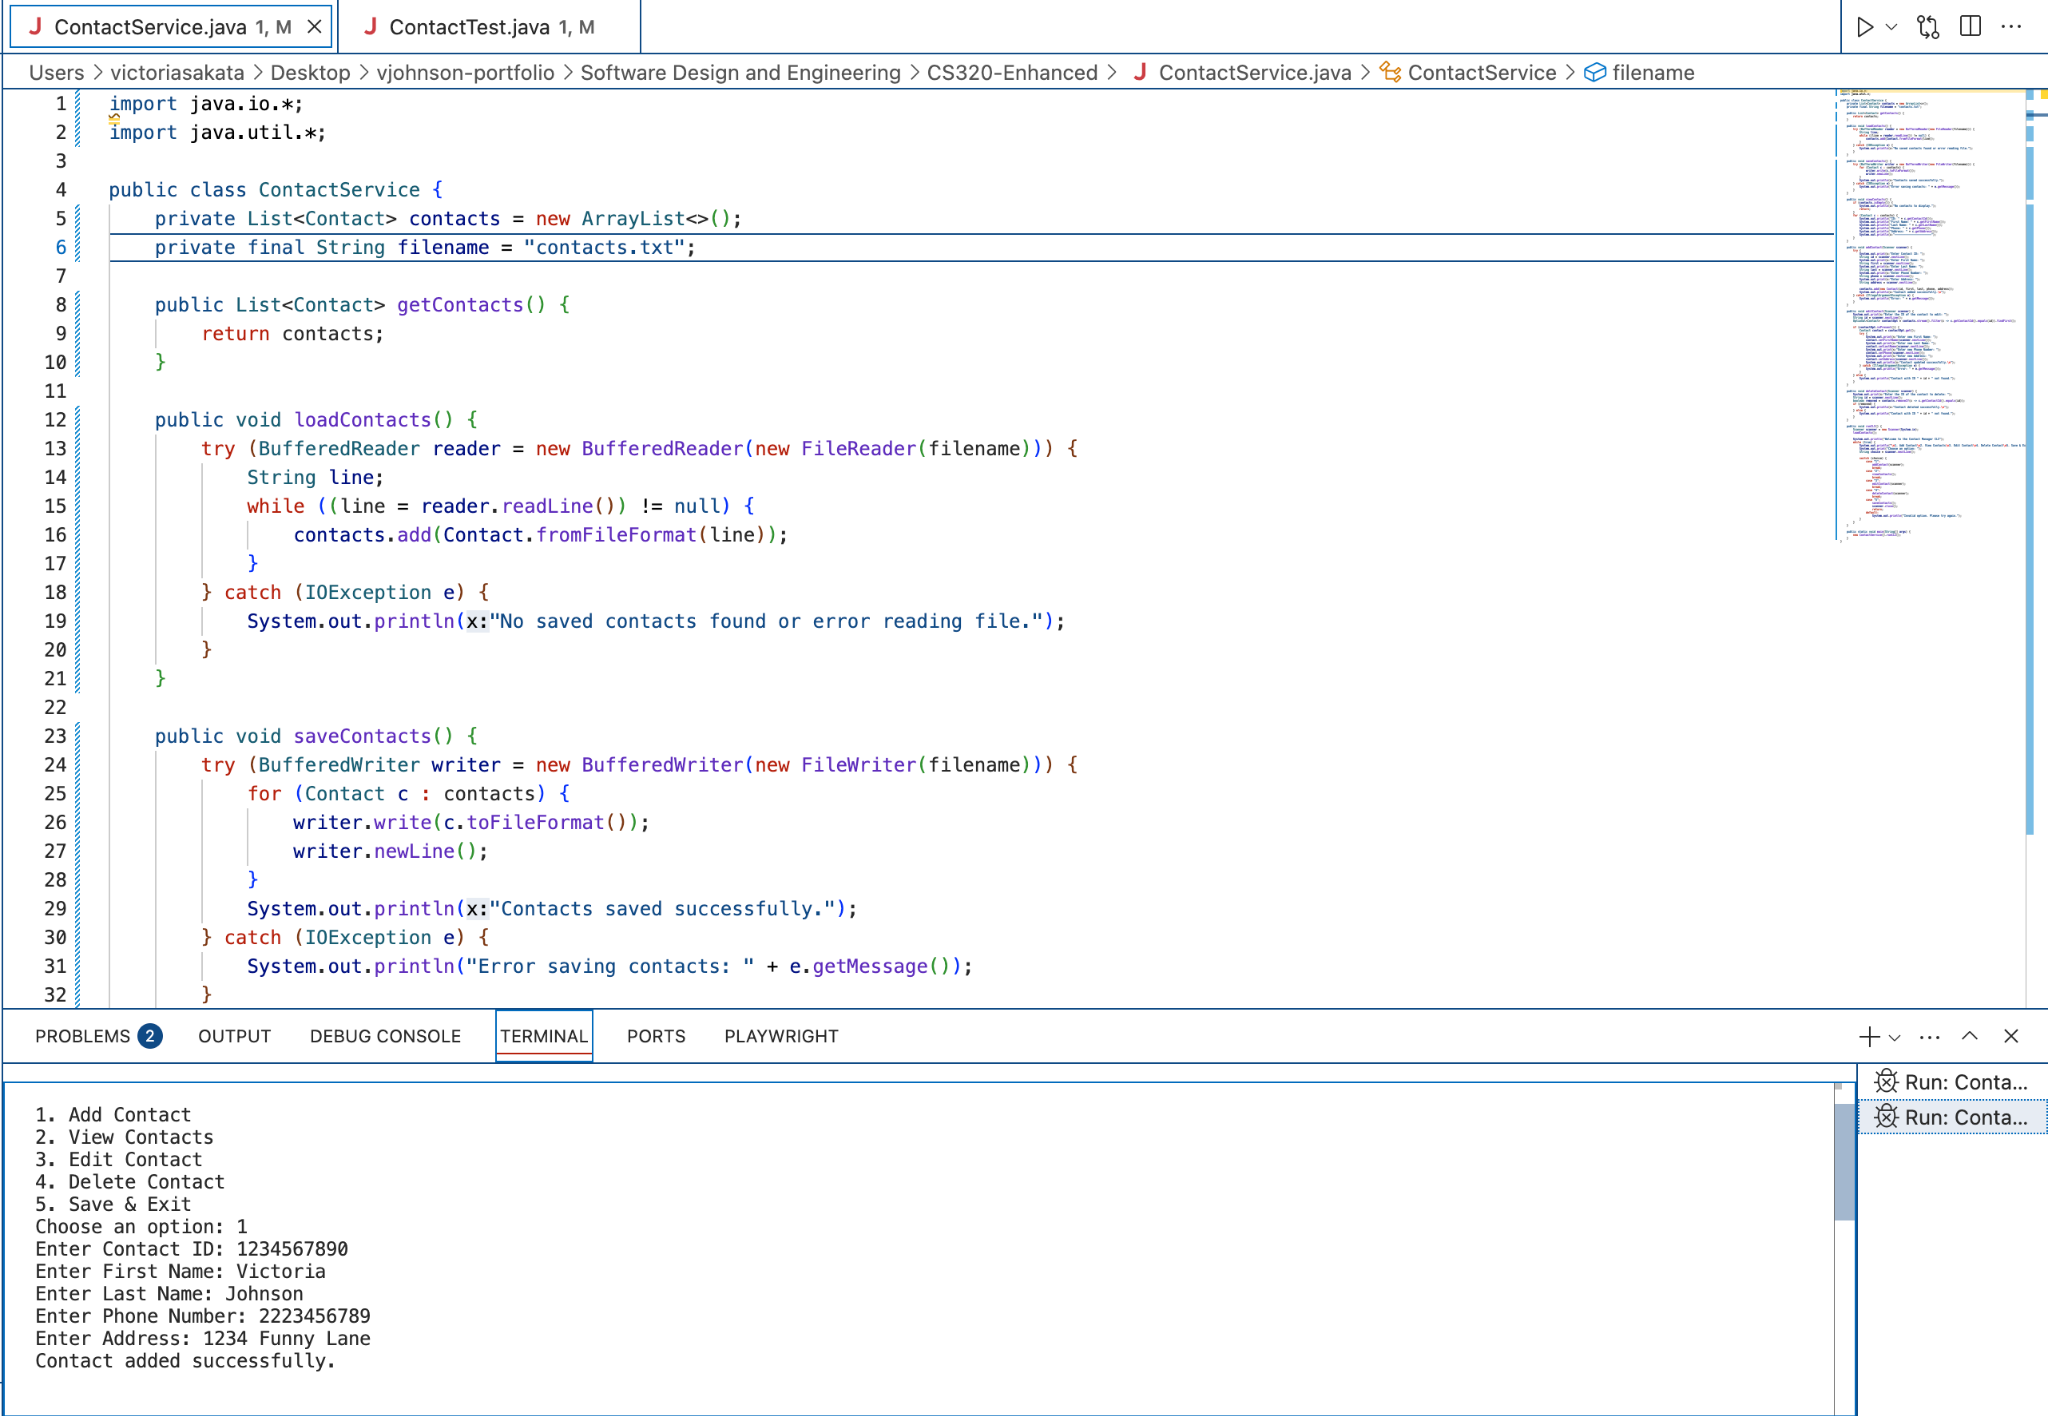 ContactService.java 1, M
ContactTest.java 1, M
Users > victoriasakata > Desktop > vjohnson-portfolio > Software Design and Engineering > CS320-Enhanced > ContactService.java > ContactService > filename
1 import java.io.*;
2 import java.util.*;
3
4 public class ContactService {
5     private List<Contact> contacts = new ArrayList<>();
6     private final String filename = "contacts.txt";
7
8     public List<Contact> getContacts() {
9         return contacts;
10     }
11
12     public void loadContacts() {
13         try (BufferedReader reader = new BufferedReader(new FileReader(filename))) {
14             String line;
15             while ((line = reader.readLine()) != null) {
16                 contacts.add(Contact.fromFileFormat(line));
17             }
18         } catch (IOException e) {
19             System.out.println(x:"No saved contacts found or error reading file.");
20         }
21     }
22
23     public void saveContacts() {
24         try (BufferedWriter writer = new BufferedWriter(new FileWriter(filename))) {
25             for (Contact c : contacts) {
26                 writer.write(c.toFileFormat());
27                 writer.newLine();
28             }
29             System.out.println(x:"Contacts saved successfully.");
30         } catch (IOException e) {
31             System.out.println("Error saving contacts: " + e.getMessage());
32         }
PROBLEMS 2 OUTPUT DEBUG CONSOLE TERMINAL PORTS PLAYWRIGHT
1. Add Contact
2. View Contacts
3. Edit Contact
4. Delete Contact
5. Save & Exit
Choose an option: 1
Enter Contact ID: 1234567890
Enter First Name: Victoria
Enter Last Name: Johnson
Enter Phone Number: 2223456789
Enter Address: 1234 Funny Lane
Contact added successfully.
Run: Conta...
Run: Conta...